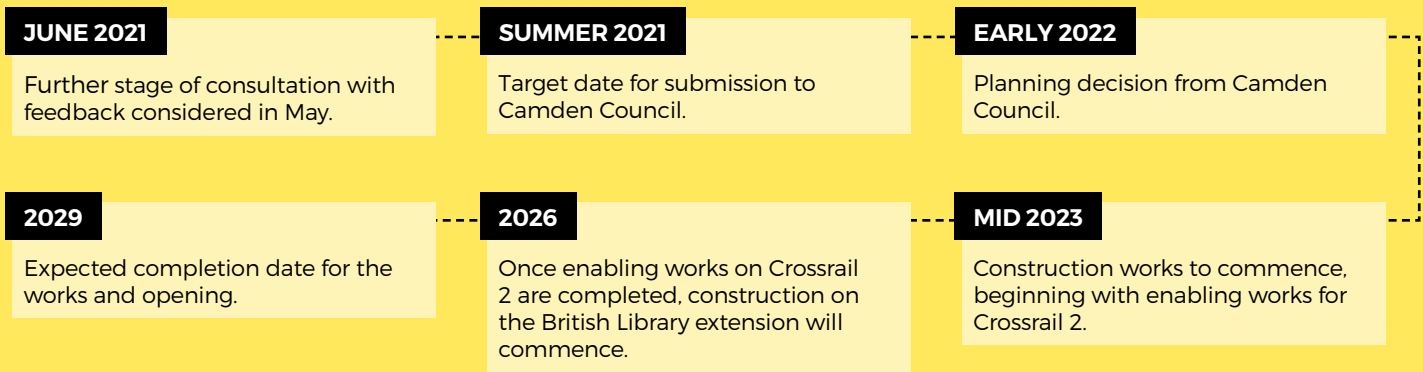 JUNE 2021
Further stage of consultation with
feedback considered in May.
SUMMER 2021
Target date for submission to
Camden Council.
EARLY 2022
Planning decision from Camden
Council.
MID 2023
Construction works to commence,
beginning with enabling works for
Crossrail 2.
2026
Once enabling works on Crossrail
2 are completed, construction on
the British Library extension will
commence.
2029
Expected completion date for the
works and opening.